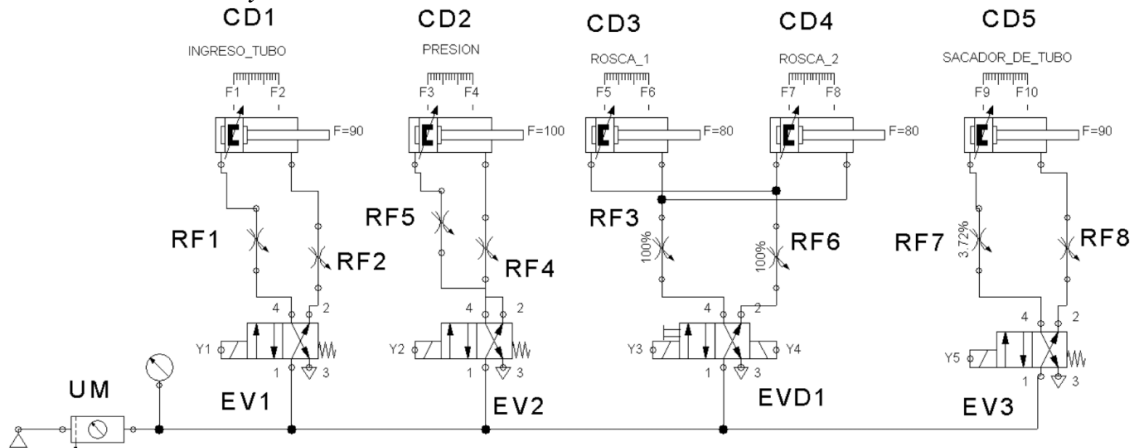 CD1 CD2 CD3 CD4 CD5
INGRESO_TUBO PRESION ROSCA_1 ROSCA_2 SACADOR_DE_TUBO
F1 F2 F3 F4 F5 F6 F7 F8 F9 F10
F=90 F=100 F=80 F=80 F=90
RF1 RF2 RF5 RF4 RF3 100% 100% RF6 RF7 3.72% RF8
4 2 4 2 4 2 4 2
Y1 Y2 Y3 Y4 Y5
1 3 1 3 1 3 1 3
UM EV1 EV2 EVD1 EV3